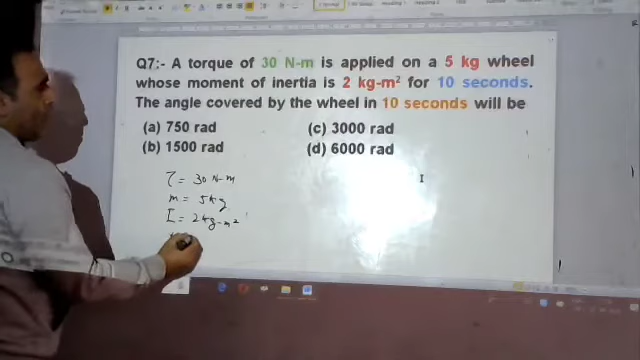 Q7:- A torque of 30 N-m is applied on a 5 kg wheel
whose moment of inertia is 2 kg-m² for 10 seconds.
The angle covered by the wheel in 10 seconds will be
(a) 750 rad
(c) 3000 rad
(b) 1500 rad
(d) 6000 rad
τ = 30 N-m
m = 5 kg
I = 2 kg-m²